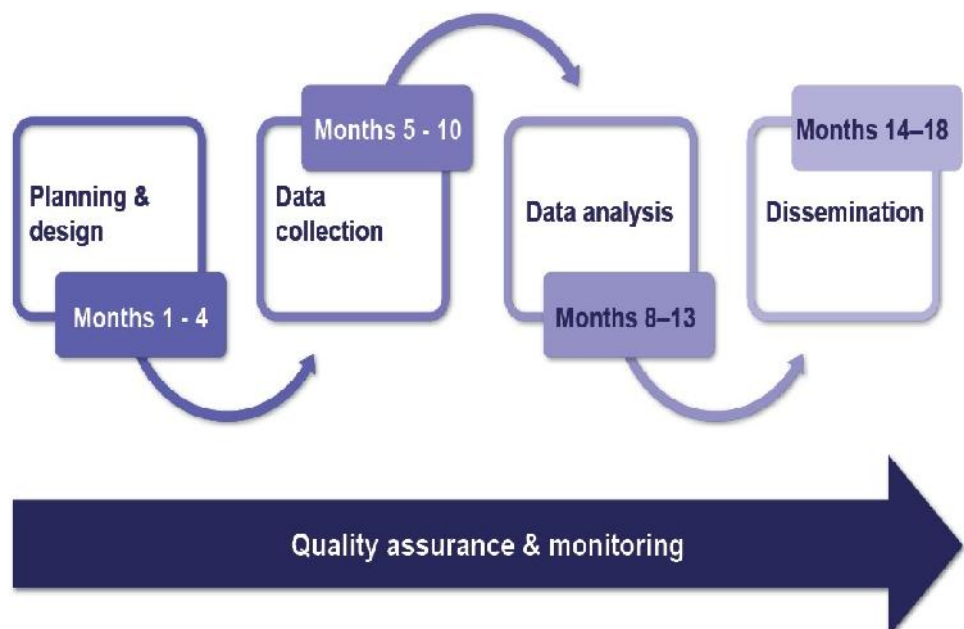 Planning &
design
Months 1 - 4
Months 5 - 10
Data
collection
Data analysis
Months 8–13
Months 14–18
Dissemination
Quality assurance & monitoring